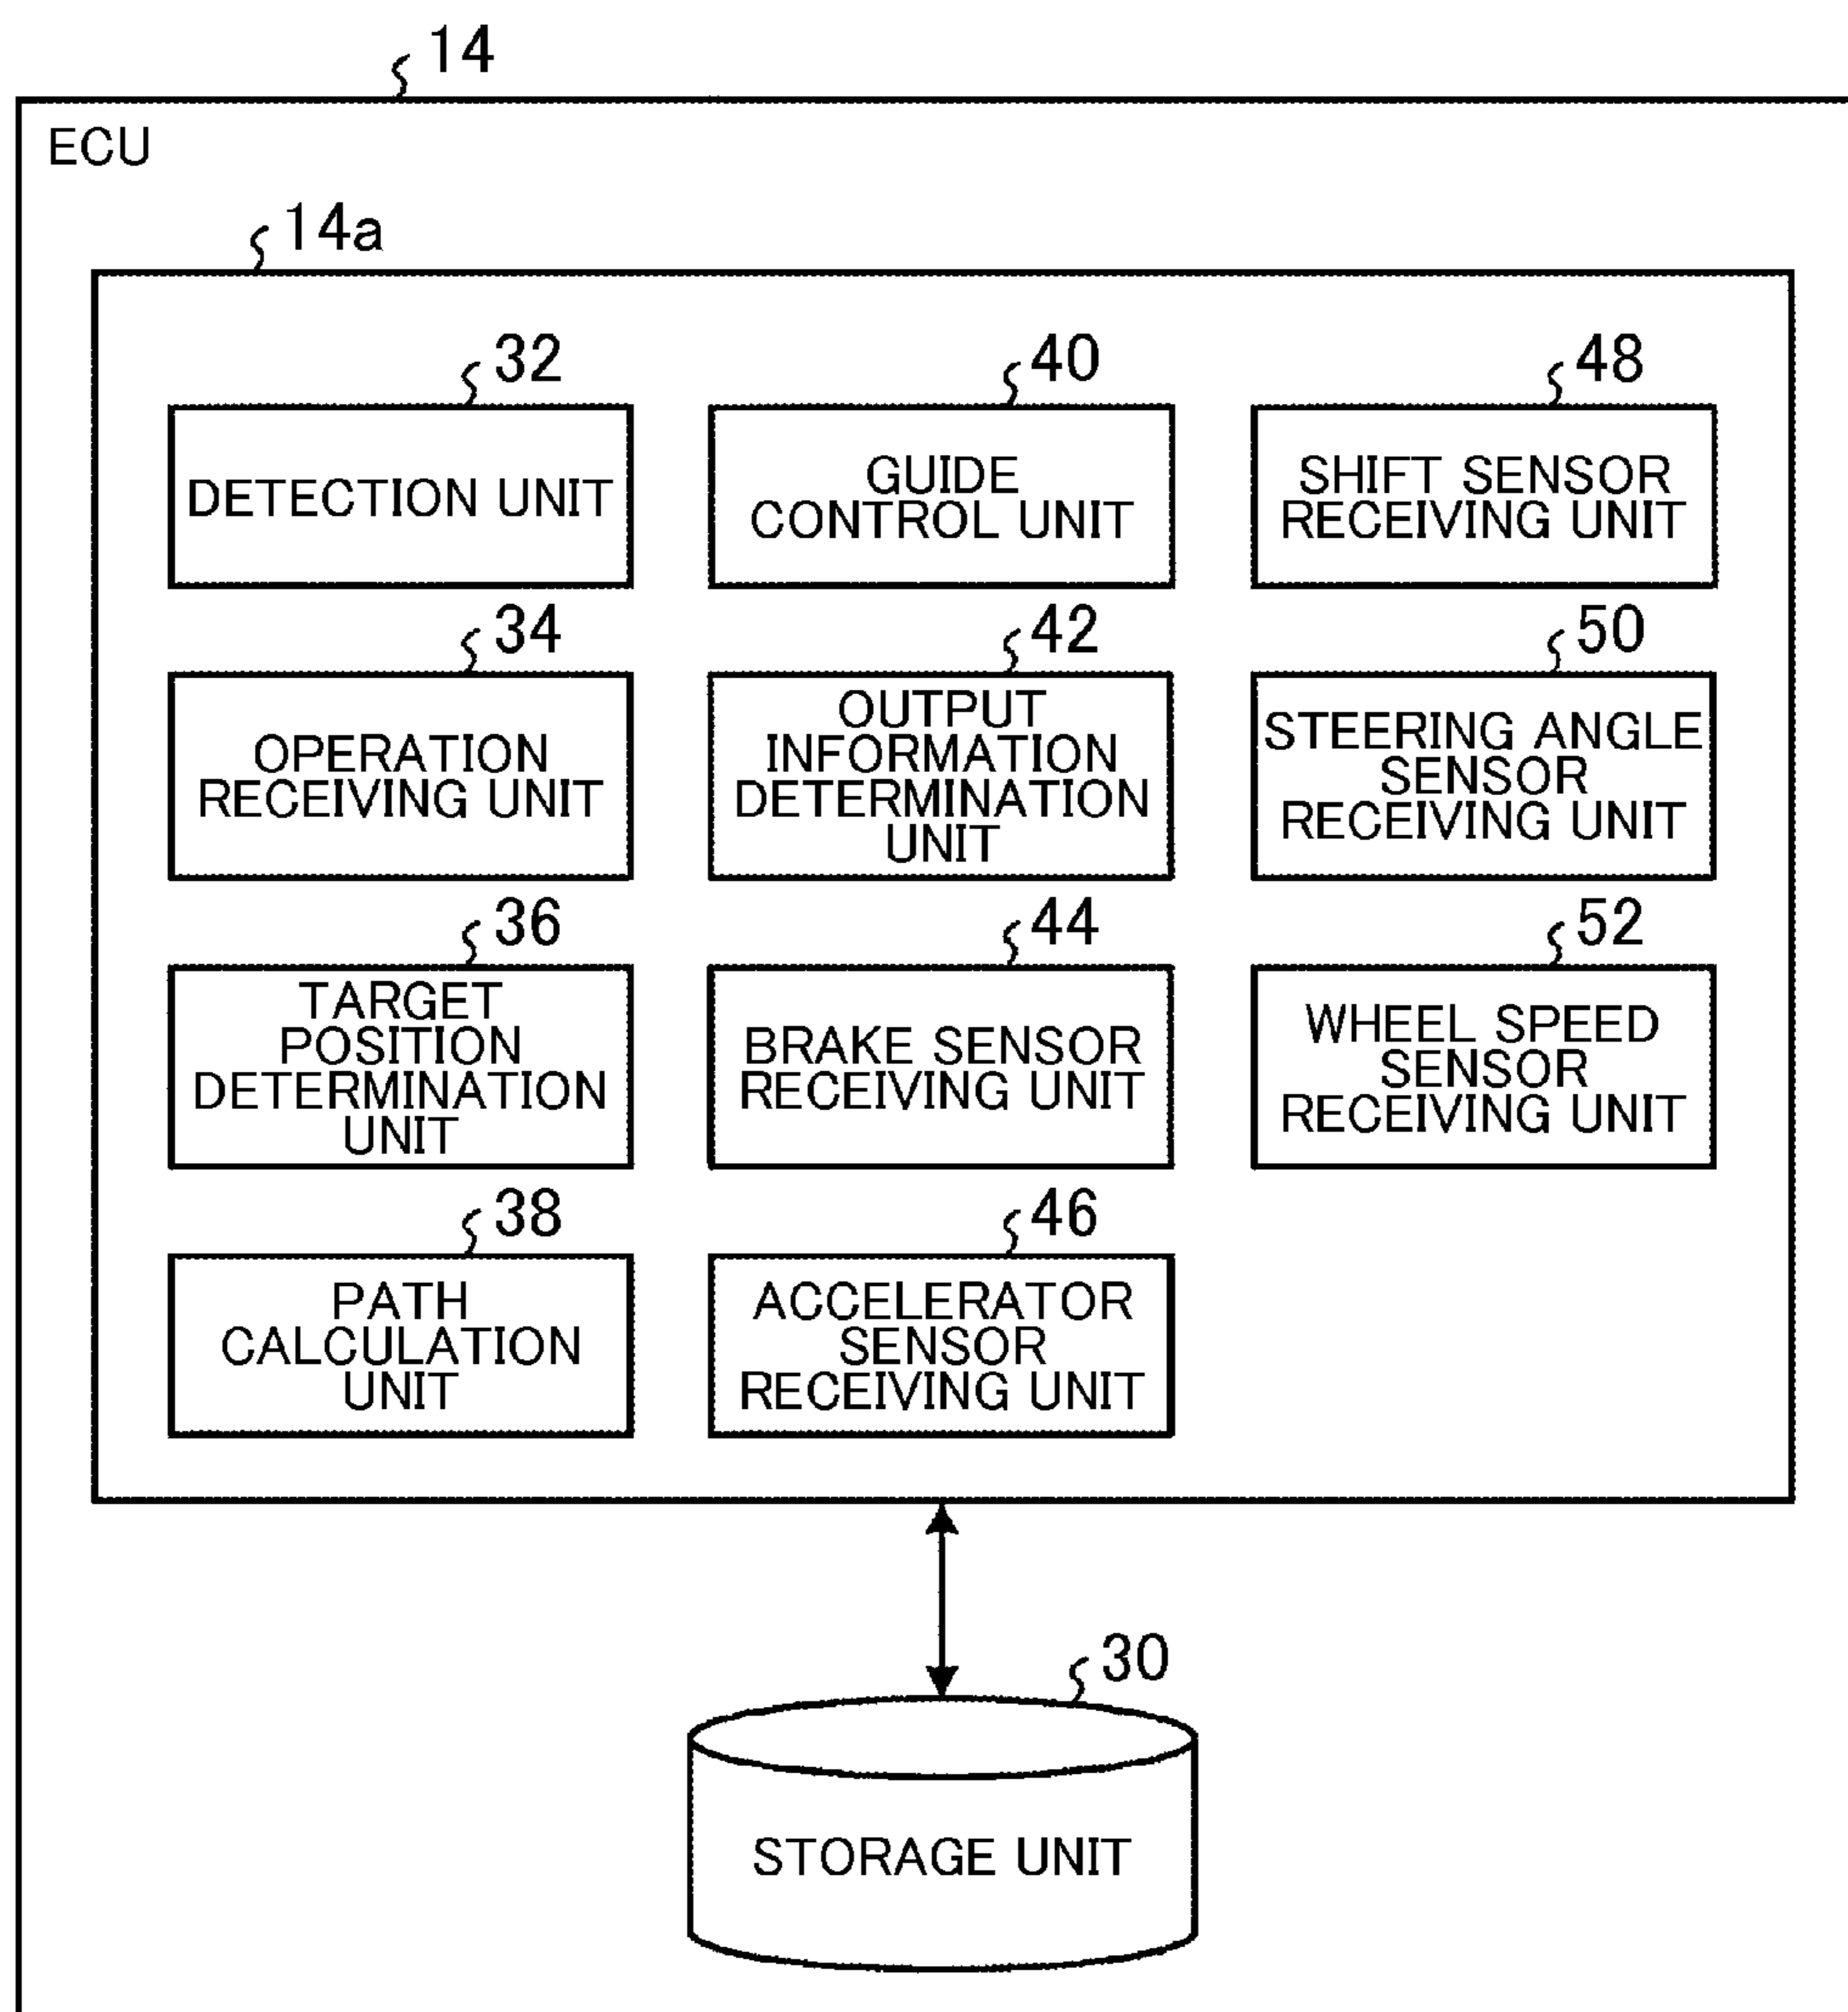 14
ECU
14a
32
DETECTION UNIT
40
GUIDE
CONTROL UNIT
48
SHIFT SENSOR
RECEIVING UNIT
34
OPERATION
RECEIVING UNIT
42
OUTPUT
INFORMATION
DETERMINATION
UNIT
50
STEERING ANGLE
SENSOR
RECEIVING UNIT
36
TARGET
POSITION
DETERMINATION
UNIT
44
BRAKE SENSOR
RECEIVING UNIT
52
WHEEL SPEED
SENSOR
RECEIVING UNIT
38
PATH
CALCULATION
UNIT
46
ACCELERATOR
SENSOR
RECEIVING UNIT
30
STORAGE UNIT